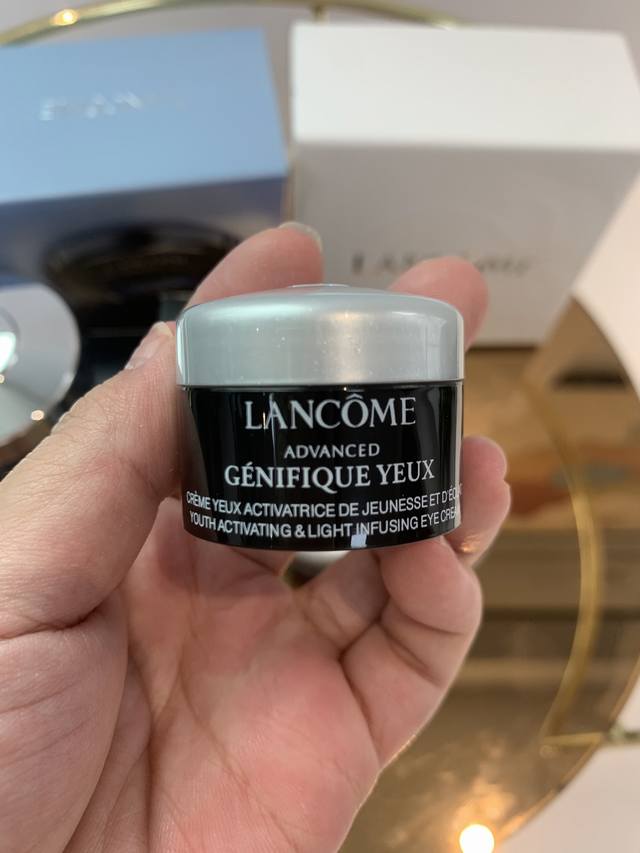 LANCÔME
ADVANCED
GÉNIFIQUE YEUX
CRÈME YEUX ACTIVATRICE DE JEUNESSE ET
YOUTH ACTIVATING & LIGHT INFUSING EYE